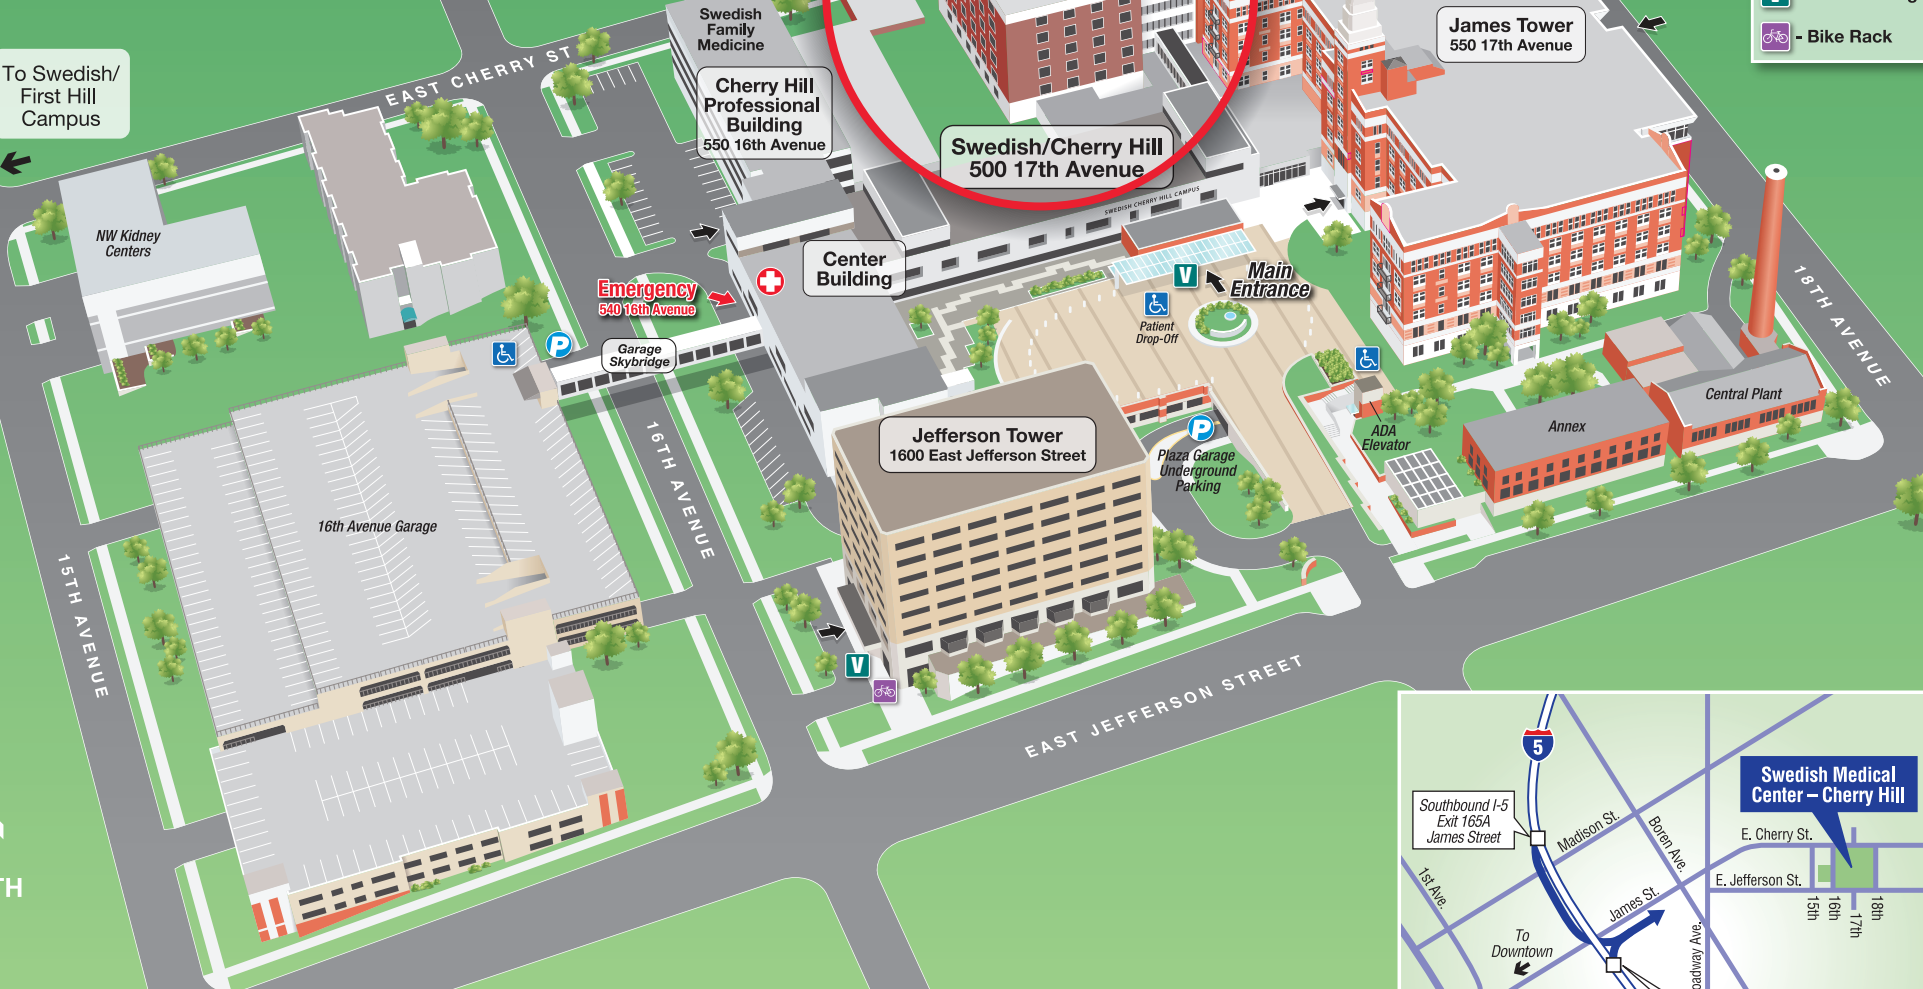 Swedish
Family
Medicine
James Tower
550 17th Avenue
- Bike Rack
To Swedish/
First Hill
Campus
EAST CHERRY ST
Cherry Hill
Professional
Building
550 16th Avenue
Swedish/Cherry Hill
500 17th Avenue
SWEDISH CHERRY HILL CAMPUS
NW Kidney
Centers
Center
Building
Emergency
540 16th Avenue
V
Main
Entrance
Patient
Drop-Off
18TH AVENUE
P
Garage
Skybridge
Central Plant
Jefferson Tower
1600 East Jefferson Street
P
Plaza Garage
Underground
Parking
ADA
Elevator
Annex
16TH AVENUE
16th Avenue Garage
15TH AVENUE
V
EAST JEFFERSON STREET
TH
5
Southbound I-5
Exit 165A
James Street
Swedish Medical
Center – Cherry Hill
Madison St.
Boren Ave.
E. Cherry St.
E. Jefferson St.
1st Ave.
James St.
15th
16th
17th
18th
To
Downtown